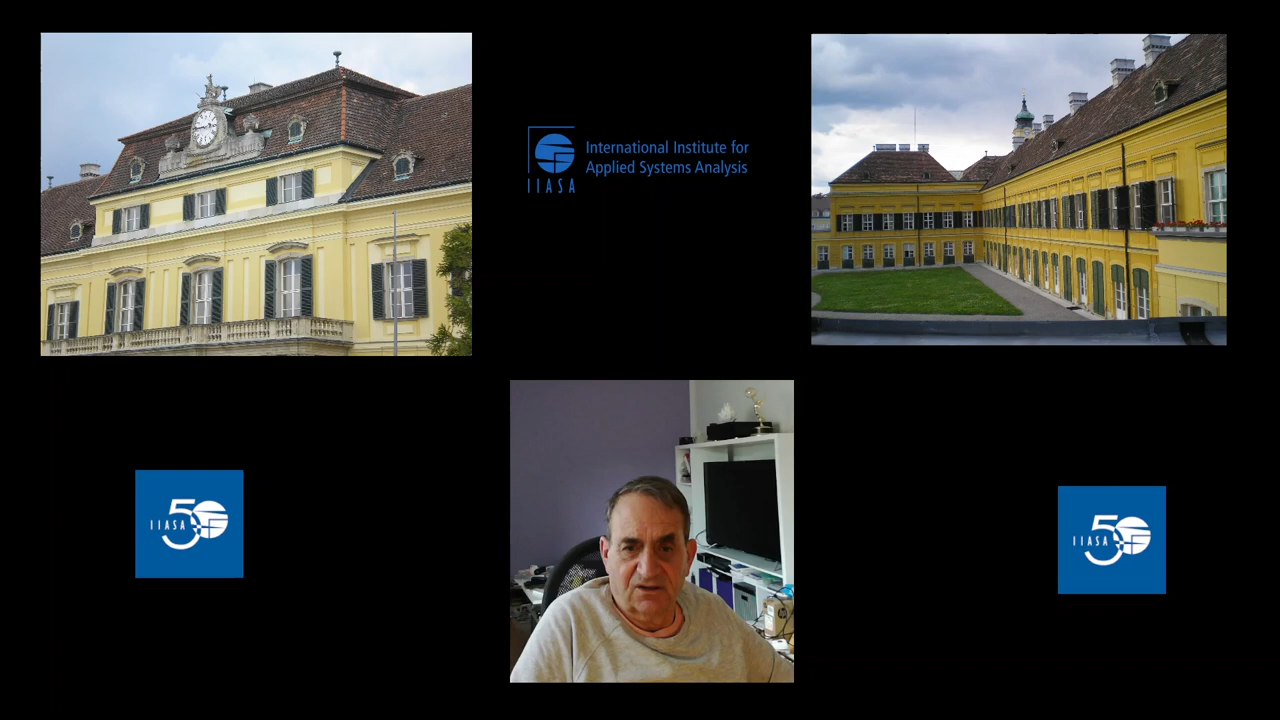 International Institute for
Applied Systems Analysis
IIASA
IIASA 50
IIASA 50